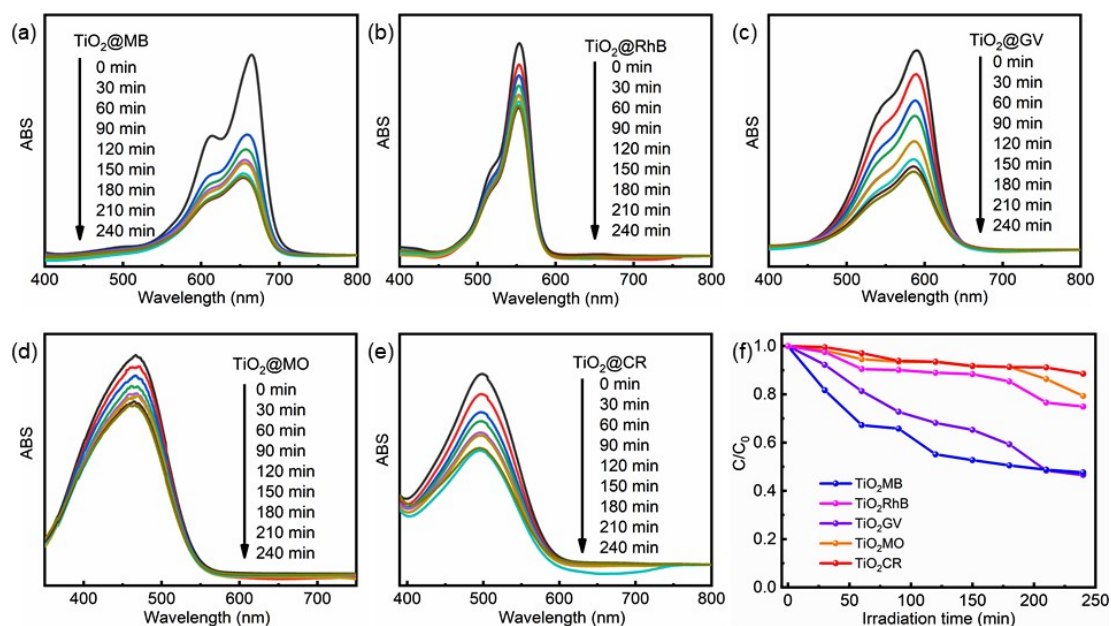 (a)
TiO2@MB
0 min
30 min
60 min
90 min
120 min
150 min
180 min
210 min
240 min
ABS
400 500 600 700 800
Wavelength (nm)
(b)
TiO2@RhB
0 min
30 min
60 min
90 min
120 min
150 min
180 min
210 min
240 min
ABS
400 500 600 700 800
Wavelength (nm)
(c)
TiO2@GV
0 min
30 min
60 min
90 min
120 min
150 min
180 min
210 min
240 min
ABS
400 500 600 700 800
Wavelength (nm)
(d)
TiO2@MO
0 min
30 min
60 min
90 min
120 min
150 min
180 min
210 min
240 min
ABS
400 500 600 700
Wavelength (nm)
(e)
TiO2@CR
0 min
30 min
60 min
90 min
120 min
150 min
180 min
210 min
240 min
ABS
400 500 600 700 800
Wavelength (nm)
(f)
1.0
0.8
0.6
0.4
0.2
0.0
C/C0
TiO2MB
TiO2RhB
TiO2GV
TiO2MO
TiO2CR
0 50 100 150 200 250
Irradiation time (min)